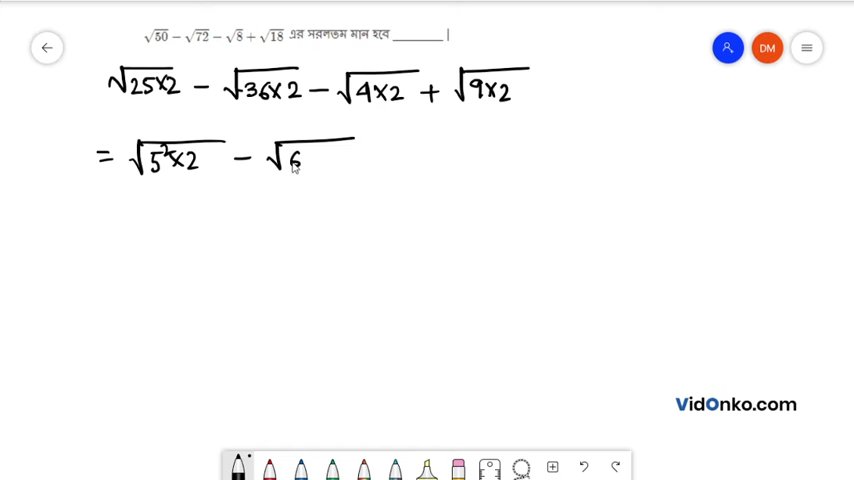 √50 − √72 − √8 + √18 এর সরলতম মান হবে ______ |
√25×2 − √36×2 − √4×2 + √9×2
= √5²×2 − √6
DM
VidOnko.com